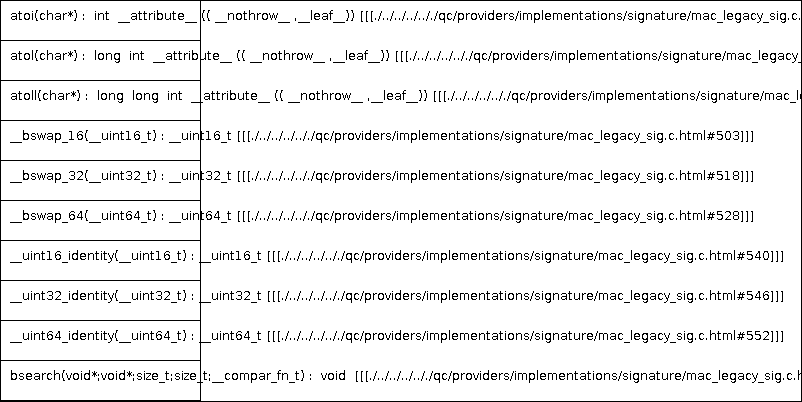 atoi(char*) : int __attribute__ (( __nothrow__ ,__leaf__)) [[[./../../../../qc/providers/implementations/signature/mac_legacy_sig.c.
atol(char*) : long int __attribute__ (( __nothrow__ ,__leaf__)) [[[./../../../../qc/providers/implementations/signature/mac_legacy_
atoll(char*) : long long int __attribute__ (( __nothrow__ ,__leaf__)) [[[./../../../../qc/providers/implementations/signature/mac_l
__bswap_16(__uint16_t) : __uint16_t [[[./../../../../qc/providers/implementations/signature/mac_legacy_sig.c.html#503]]]
__bswap_32(__uint32_t) : __uint32_t [[[./../../../../qc/providers/implementations/signature/mac_legacy_sig.c.html#518]]]
__bswap_64(__uint64_t) : __uint64_t [[[./../../../../qc/providers/implementations/signature/mac_legacy_sig.c.html#528]]]
__uint16_identity(__uint16_t) : __uint16_t [[[./../../../../qc/providers/implementations/signature/mac_legacy_sig.c.html#540]]]
__uint32_identity(__uint32_t) : __uint32_t [[[./../../../../qc/providers/implementations/signature/mac_legacy_sig.c.html#546]]]
__uint64_identity(__uint64_t) : __uint64_t [[[./../../../../qc/providers/implementations/signature/mac_legacy_sig.c.html#552]]]
bsearch(void*;void*;size_t;size_t;__compar_fn_t) : void [[[./../../../../qc/providers/implementations/signature/mac_legacy_sig.c.h